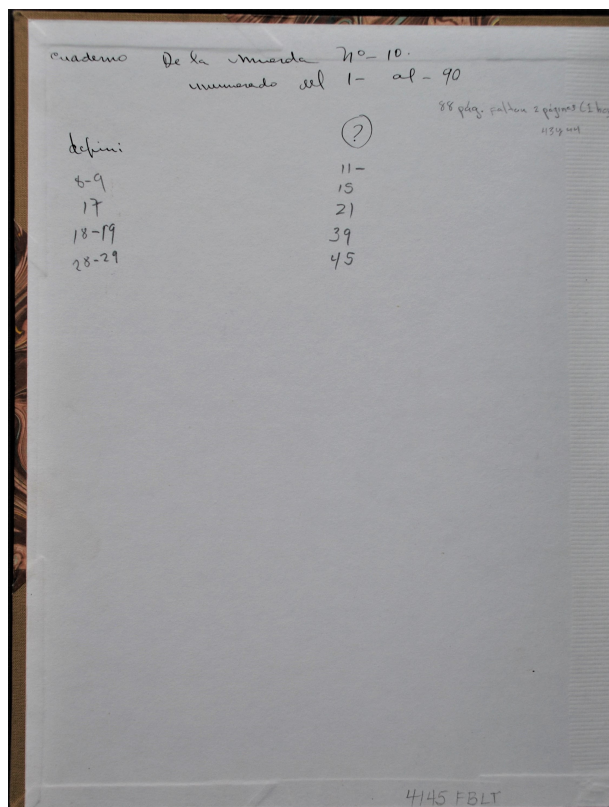 cuaderno De la mierda Nº-10.
numerado del 1- al-90
88 pág. faltan 2 páginas (I
43 y
?
8-9 11-
15
17 21
18-19 39
28-29 45
4145 FBLT